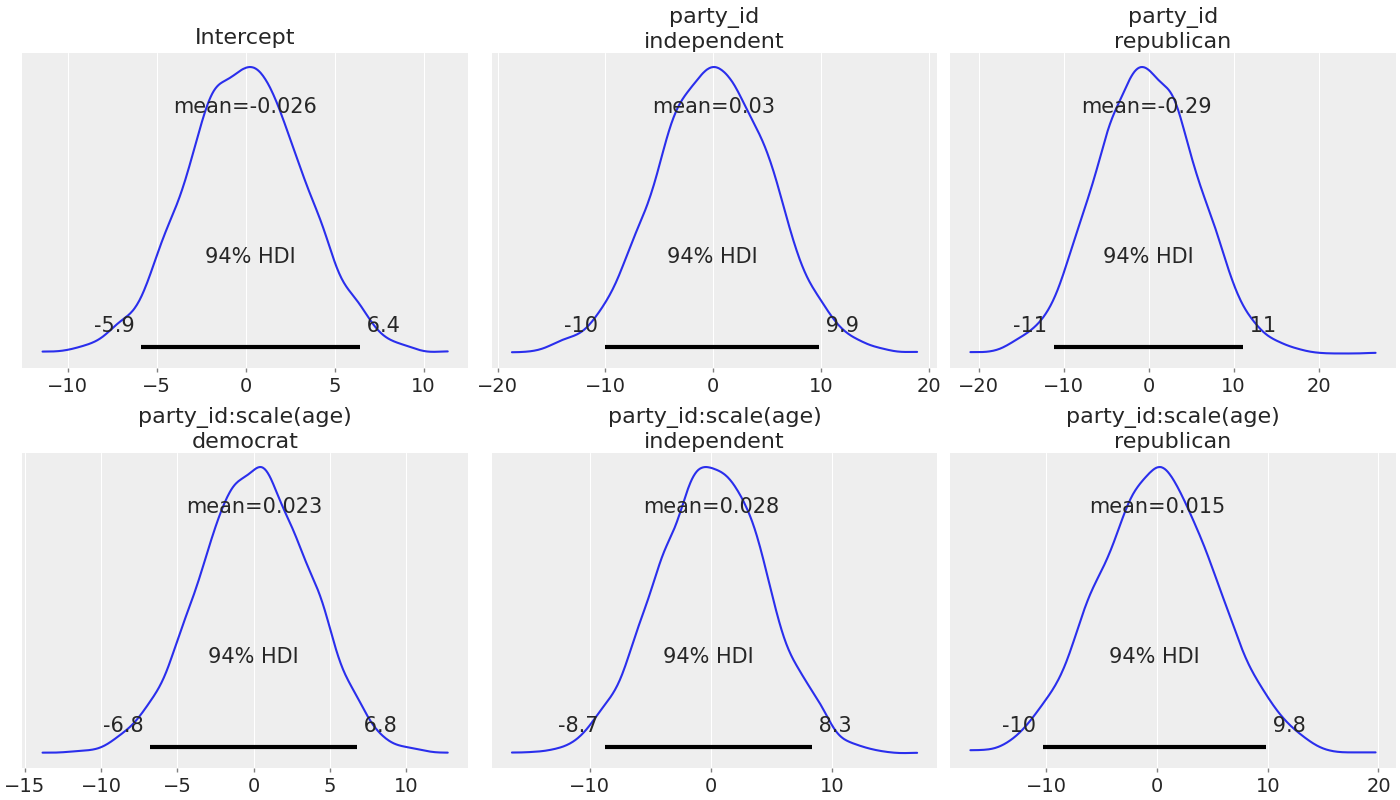 Intercept
mean=-0.026
94% HDI
-5.9 6.4
−10 −5 0 5 10
party_id
independent
mean=0.03
94% HDI
-10 9.9
−20 −10 0 10 20
party_id
republican
mean=-0.29
94% HDI
-11 11
−20 −10 0 10 20
party_id:scale(age)
democrat
mean=0.023
94% HDI
-6.8 6.8
−15 −10 −5 0 5 10
party_id:scale(age)
independent
mean=0.028
94% HDI
-8.7 8.3
−10 0 10
party_id:scale(age)
republican
mean=0.015
94% HDI
-10 9.8
−10 0 10 20